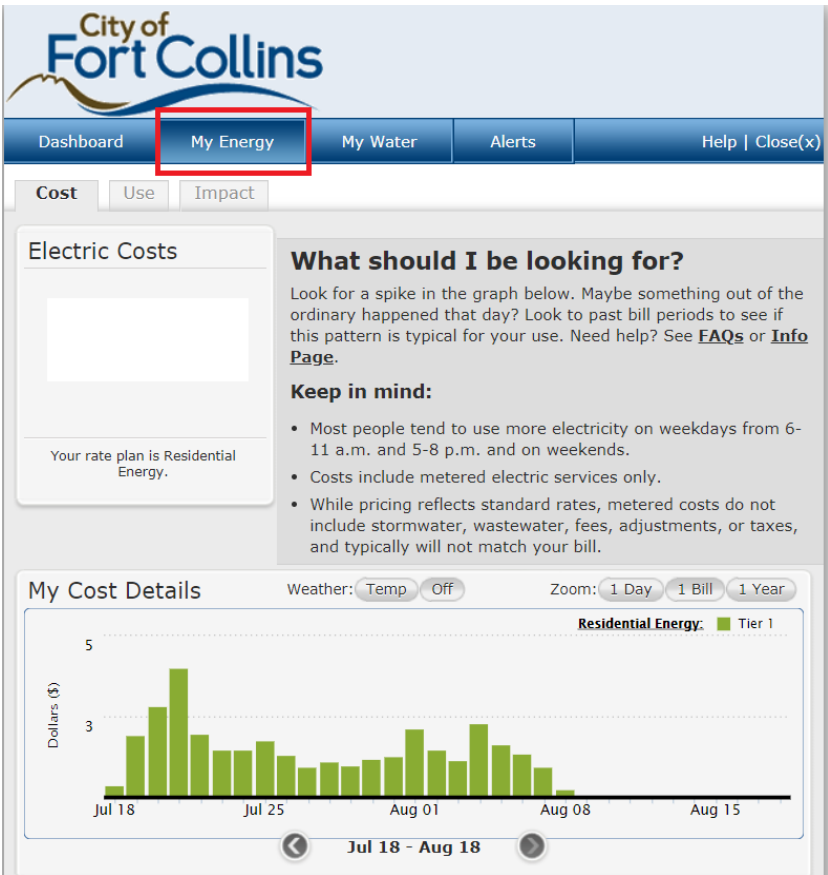 City of
Fort Collins
Dashboard My Energy My Water Alerts Help | Close(x)
Cost Use Impact
Electric Costs
Your rate plan is Residential
Energy.
What should I be looking for?
Look for a spike in the graph below. Maybe something out of the
ordinary happened that day? Look to past bill periods to see if
this pattern is typical for your use. Need help? See FAQs or Info
Page.
Keep in mind:
• Most people tend to use more electricity on weekdays from 6-
11 a.m. and 5-8 p.m. and on weekends.
• Costs include metered electric services only.
• While pricing reflects standard rates, metered costs do not
include stormwater, wastewater, fees, adjustments, or taxes,
and typically will not match your bill.
My Cost Details Weather: Temp Off Zoom: 1 Day 1 Bill 1 Year
Residential Energy: Tier 1
5
3
Dollars ($)
Jul 18 Jul 25 Aug 01 Aug 08 Aug 15
Jul 18 - Aug 18